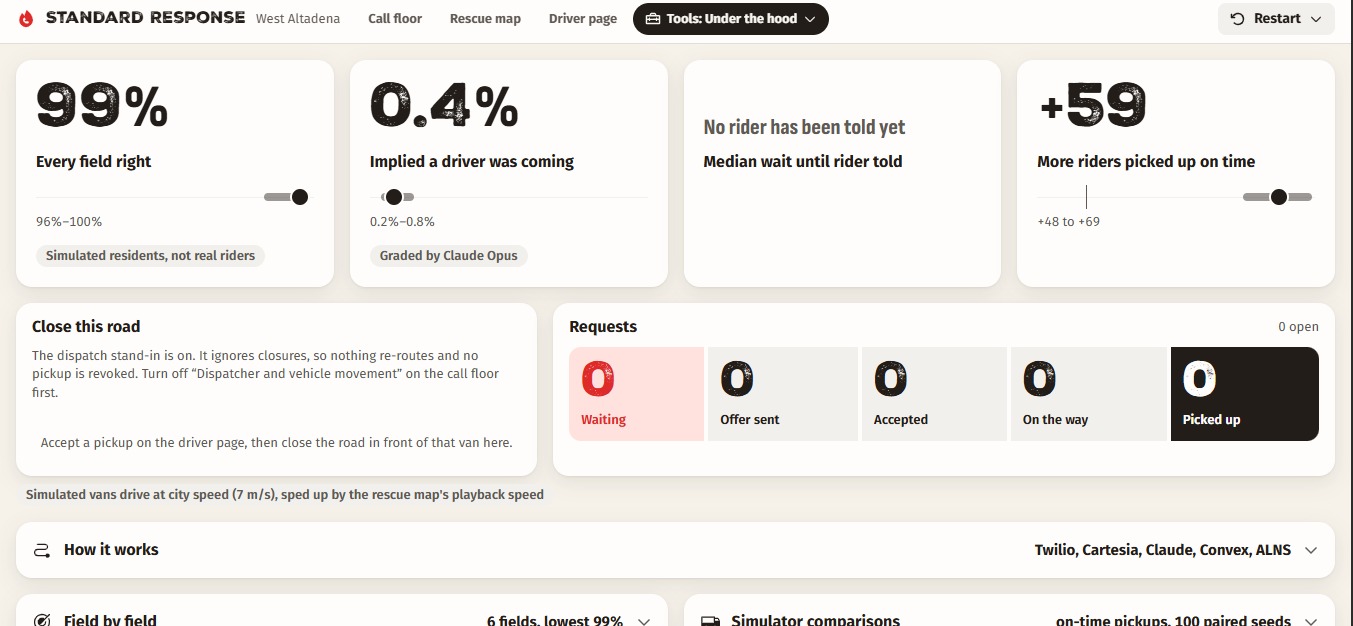 STANDARD RESPONSE West Altadena Call floor Rescue map Driver page Tools: Under the hood Restart
99%
Every field right
96%–100%
Simulated residents, not real riders
0.4%
Implied a driver was coming
0.2%–0.8%
Graded by Claude Opus
No rider has been told yet
Median wait until rider told
+59
More riders picked up on time
+48 to +69
Close this road
The dispatch stand-in is on. It ignores closures, so nothing re-routes and no
pickup is revoked. Turn off “Dispatcher and vehicle movement” on the call floor
first.
Accept a pickup on the driver page, then close the road in front of that van here.
Requests 0 open
0 0 0 0 0
Waiting Offer sent Accepted On the way Picked up
Simulated vans drive at city speed (7 m/s), sped up by the rescue map's playback speed
How it works Twilio, Cartesia, Claude, Convex, ALNS
Field by field 6 fields, lowest 99%
Simulator comparisons on-time pickups, 100 paired seeds